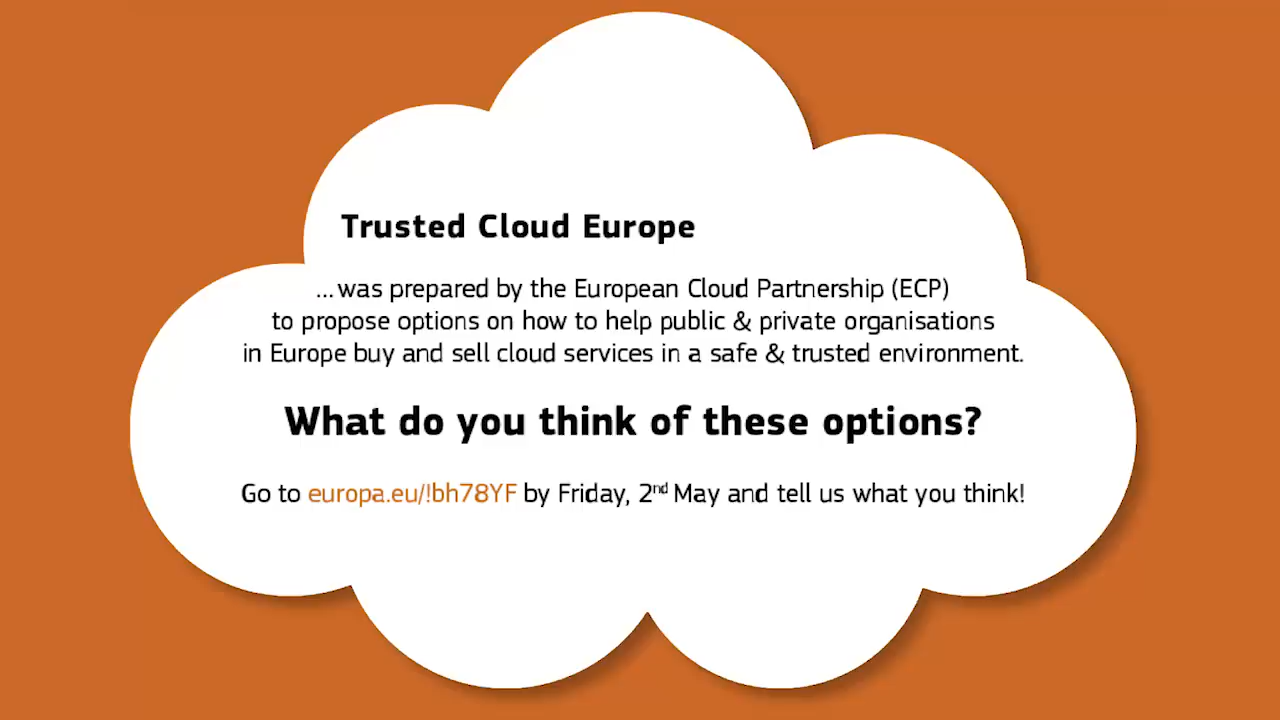 Trusted Cloud Europe
...was prepared by the European Cloud Partnership (ECP)
to propose options on how to help public & private organisations
in Europe buy and sell cloud services in a safe & trusted environment.
What do you think of these options?
Go to europa.eu/!bh78YF by Friday, 2nd May and tell us what you think!